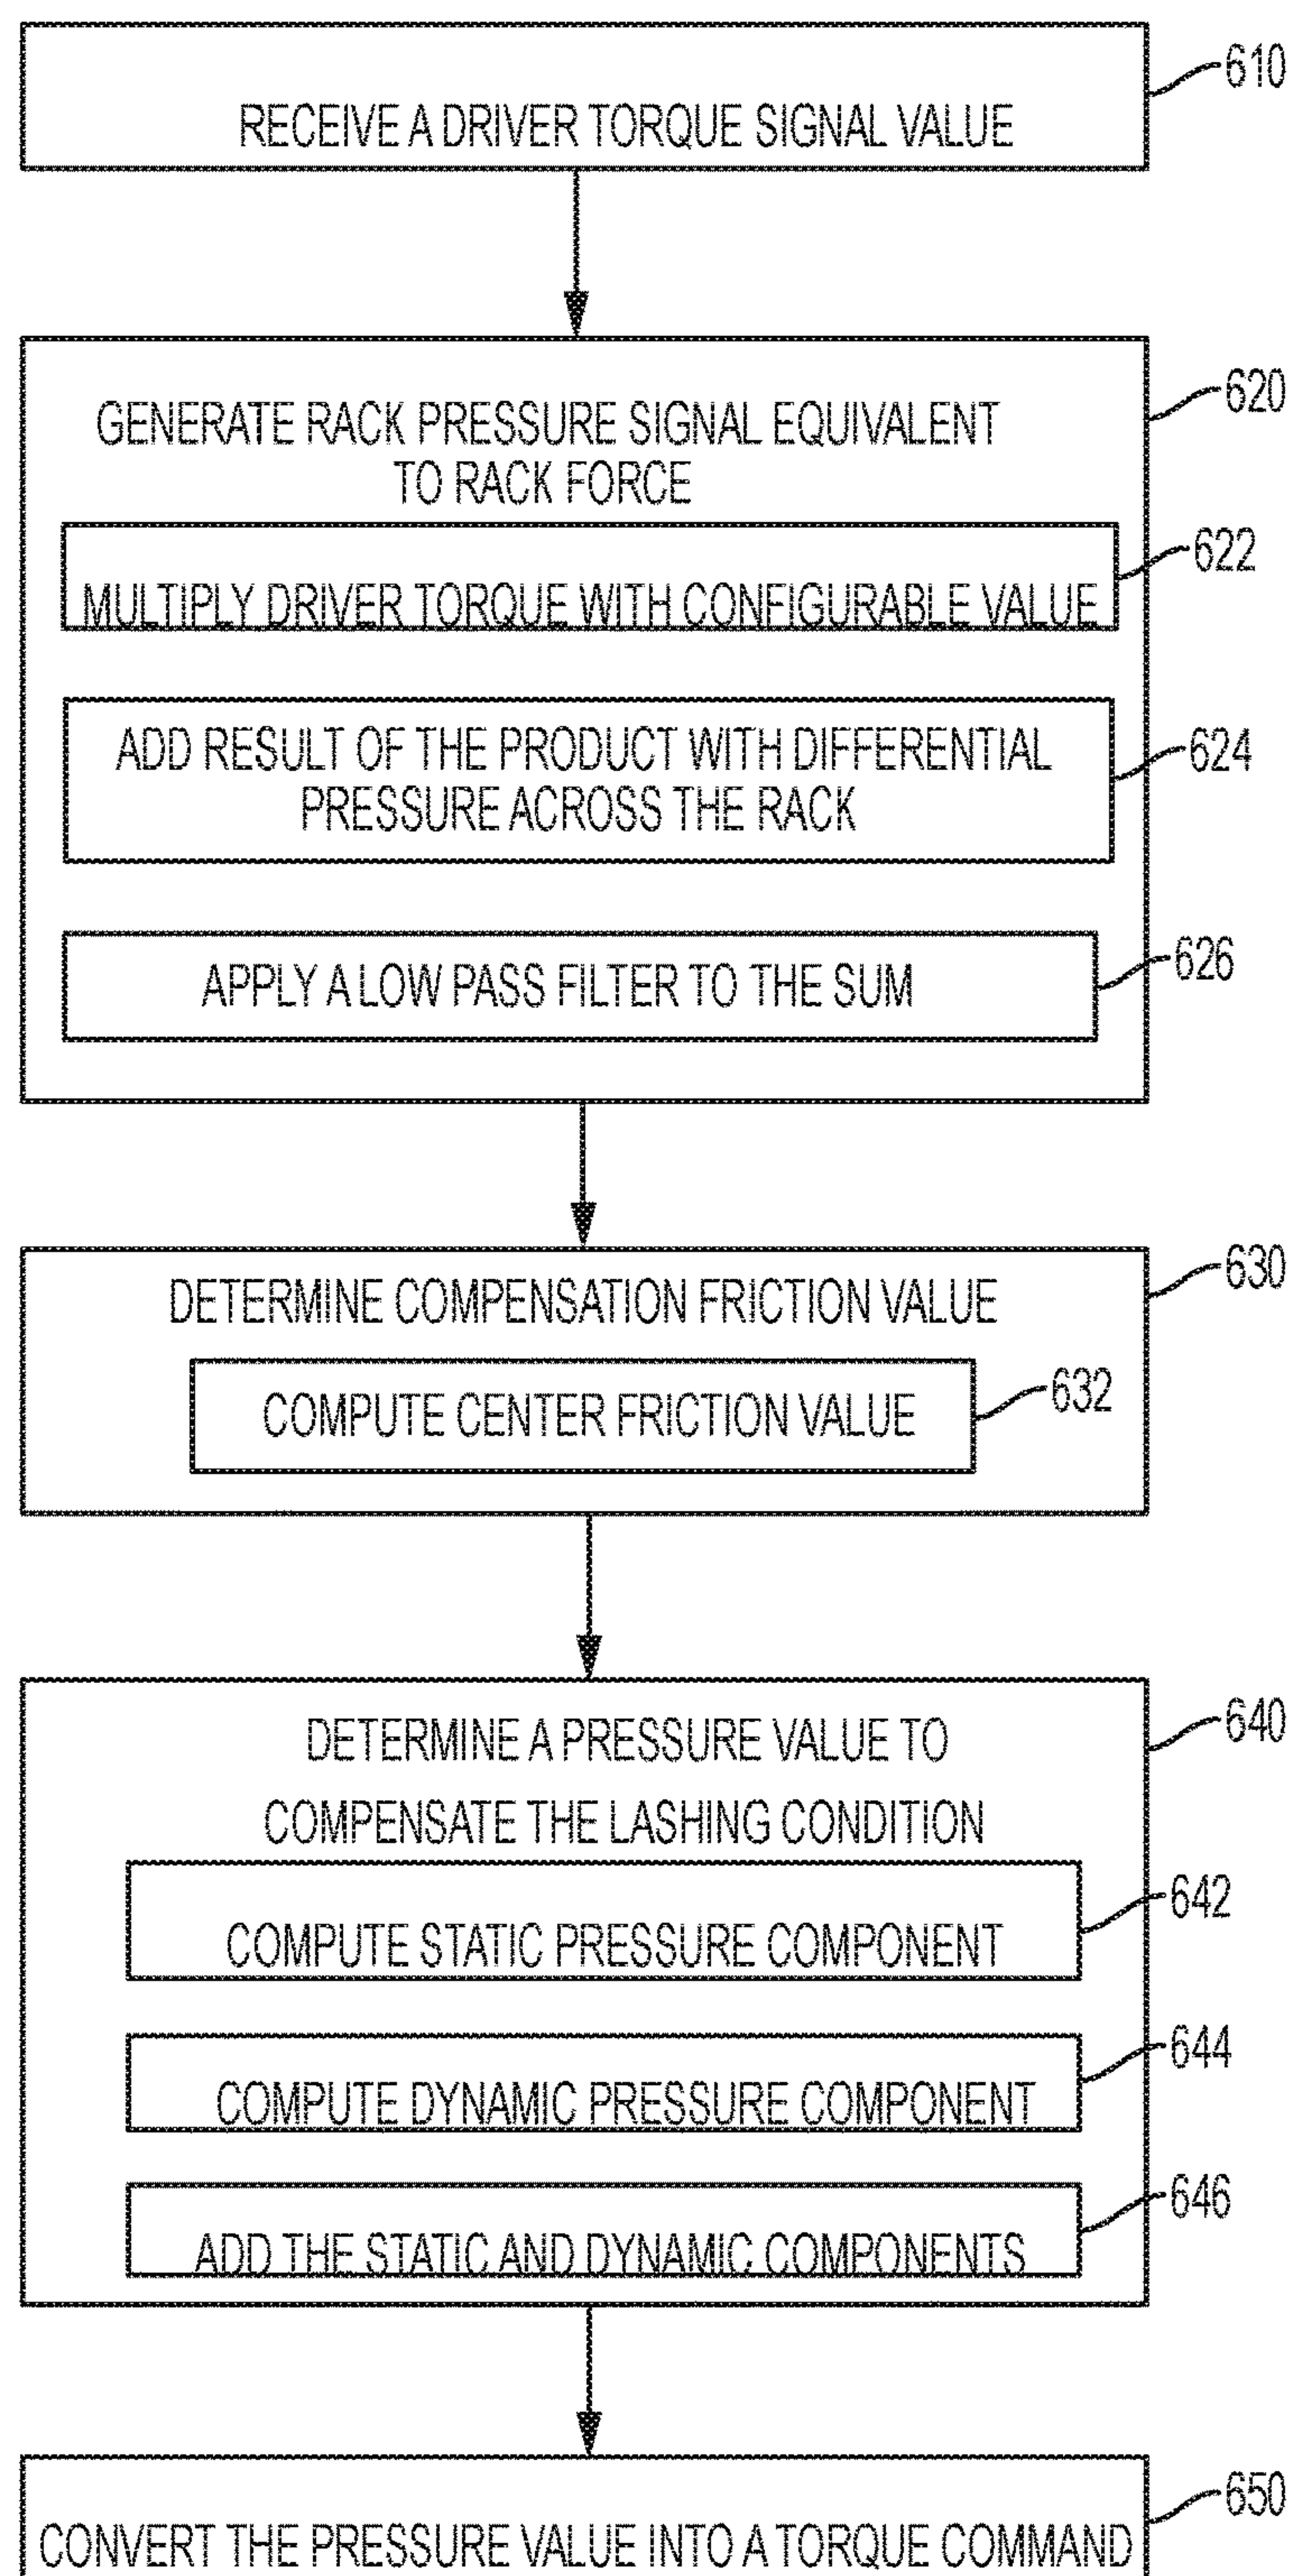 610
RECEIVE A DRIVER TORQUE SIGNAL VALUE
620
GENERATE RACK PRESSURE SIGNAL EQUIVALENT
TO RACK FORCE
622
MULTIPLY DRIVER TORQUE WITH CONFIGURABLE VALUE
624
ADD RESULT OF THE PRODUCT WITH DIFFERENTIAL
PRESSURE ACROSS THE RACK
626
APPLY A LOW PASS FILTER TO THE SUM
630
DETERMINE COMPENSATION FRICTION VALUE
632
COMPUTE CENTER FRICTION VALUE
640
DETERMINE A PRESSURE VALUE TO
COMPENSATE THE LASHING CONDITION
642
COMPUTE STATIC PRESSURE COMPONENT
644
COMPUTE DYNAMIC PRESSURE COMPONENT
646
ADD THE STATIC AND DYNAMIC COMPONENTS
650
CONVERT THE PRESSURE VALUE INTO A TORQUE COMMAND